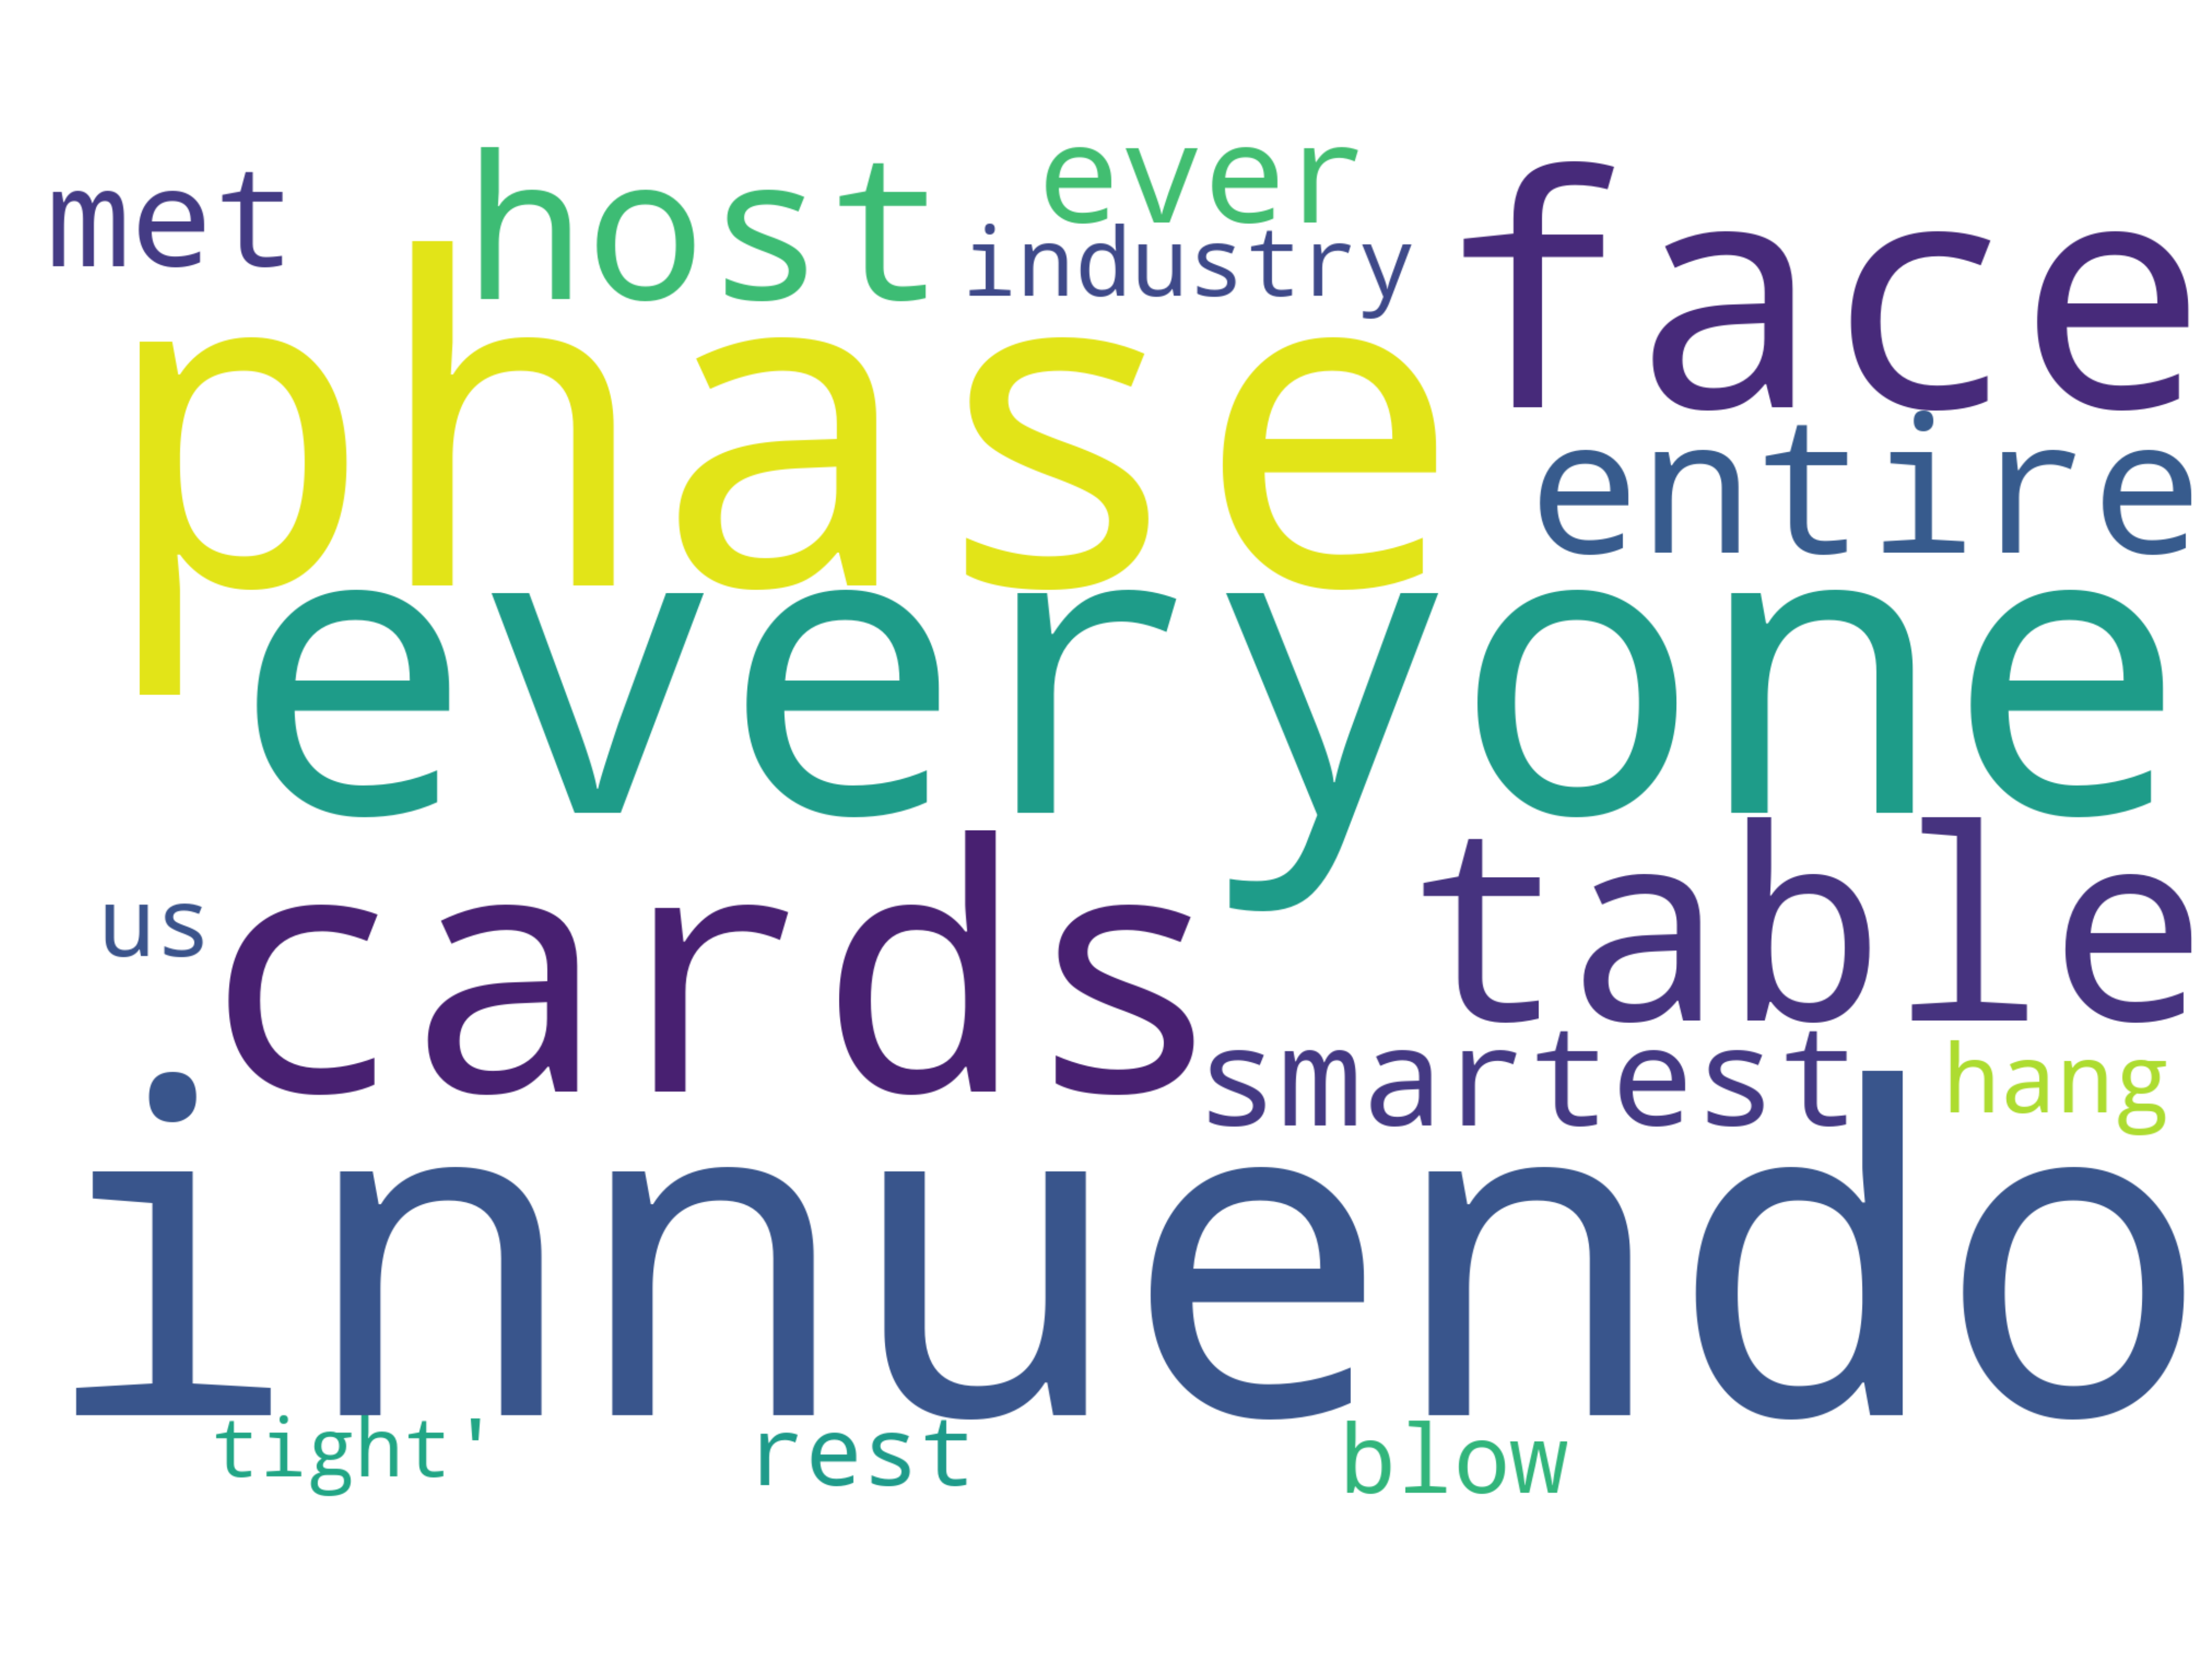 met host ever
industry face
phase entire
everyone
us cards table
smartest hang
innuendo
tight' rest blow